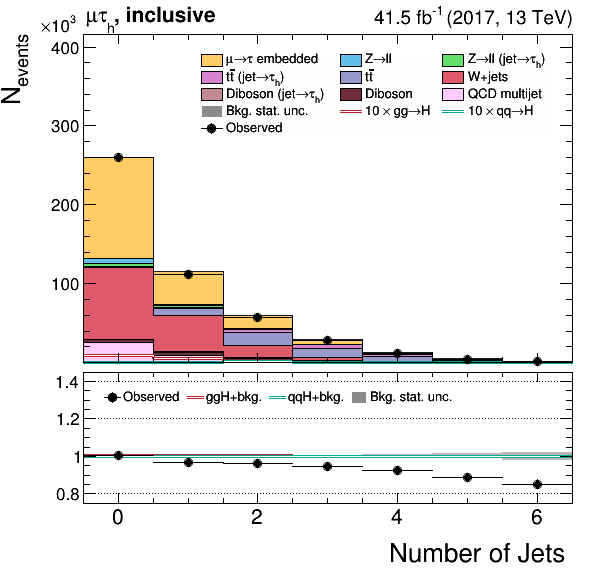 ×10³ μτₕ, inclusive 41.5 fb⁻¹ (2017, 13 TeV)
N_events
400
300
200
100
μ→τ embedded Z→ll Z→ll (jet→τₕ)
tt̄ (jet→τₕ) tt̄ W+jets
Diboson (jet→τₕ) Diboson QCD multijet
Bkg. stat. unc. 10 × gg→H 10 × qq→H
Observed
1.4
1.2
1
0.8
Observed ggH+bkg. qqH+bkg. Bkg. stat. unc.
0 2 4 6
Number of Jets